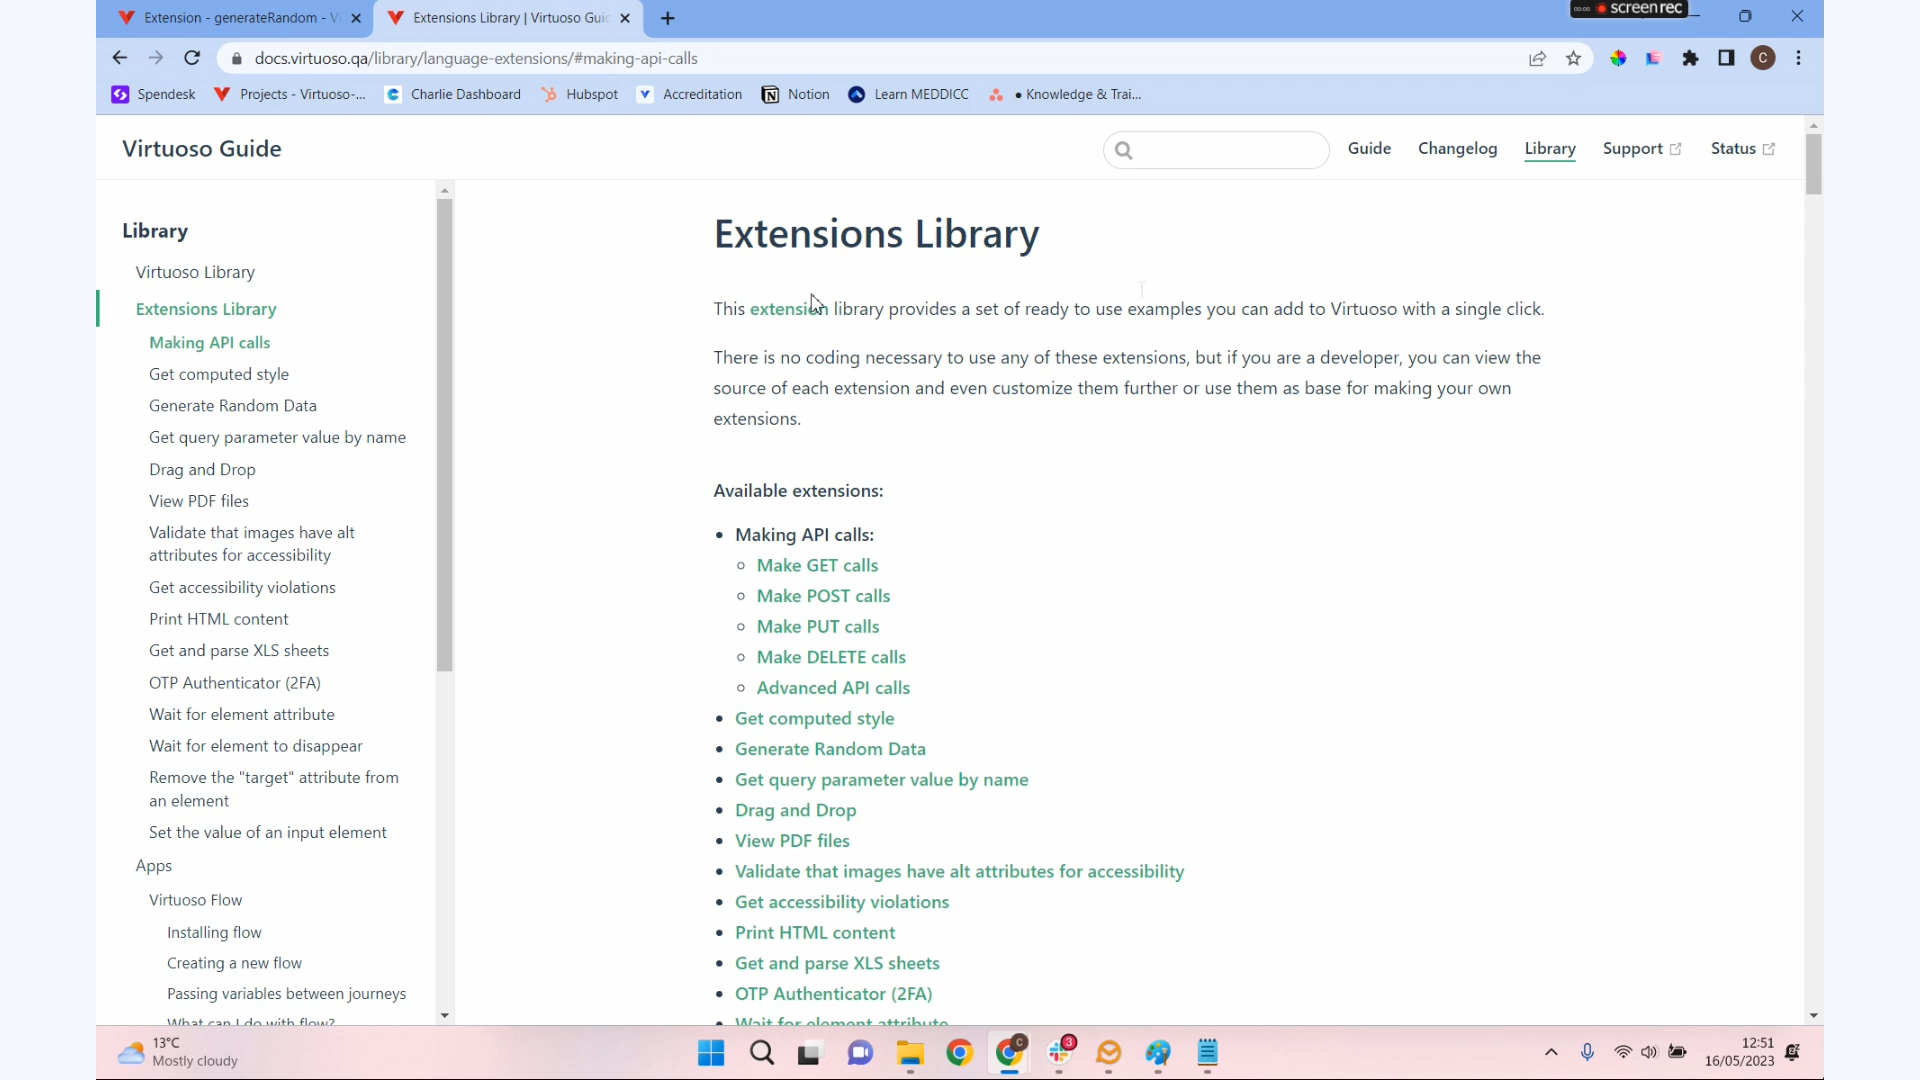 Extension - generateRandom - Vi
Extensions Library | Virtuoso Guid
00:00 screenrec
docs.virtuoso.qa/library/language-extensions/#making-api-calls
C
Spendesk
Projects - Virtuoso-...
Charlie Dashboard
Hubspot
Accreditation
Notion
Learn MEDDICC
• Knowledge & Trai...
Virtuoso Guide
Guide
Changelog
Library
Support
Status
Library
Virtuoso Library
Extensions Library
Making API calls
Get computed style
Generate Random Data
Get query parameter value by name
Drag and Drop
View PDF files
Validate that images have alt
attributes for accessibility
Get accessibility violations
Print HTML content
Get and parse XLS sheets
OTP Authenticator (2FA)
Wait for element attribute
Wait for element to disappear
Remove the "target" attribute from
an element
Set the value of an input element
Apps
Virtuoso Flow
Installing flow
Creating a new flow
Passing variables between journeys
What can I do with flow?
Extensions Library
This extension library provides a set of ready to use examples you can add to Virtuoso with a single click.
There is no coding necessary to use any of these extensions, but if you are a developer, you can view the
source of each extension and even customize them further or use them as base for making your own
extensions.
Available extensions:
• Making API calls:
◦ Make GET calls
◦ Make POST calls
◦ Make PUT calls
◦ Make DELETE calls
◦ Advanced API calls
• Get computed style
• Generate Random Data
• Get query parameter value by name
• Drag and Drop
• View PDF files
• Validate that images have alt attributes for accessibility
• Get accessibility violations
• Print HTML content
• Get and parse XLS sheets
• OTP Authenticator (2FA)
• Wait for element attribute
13°C
Mostly cloudy
C
3
12:51
16/05/2023